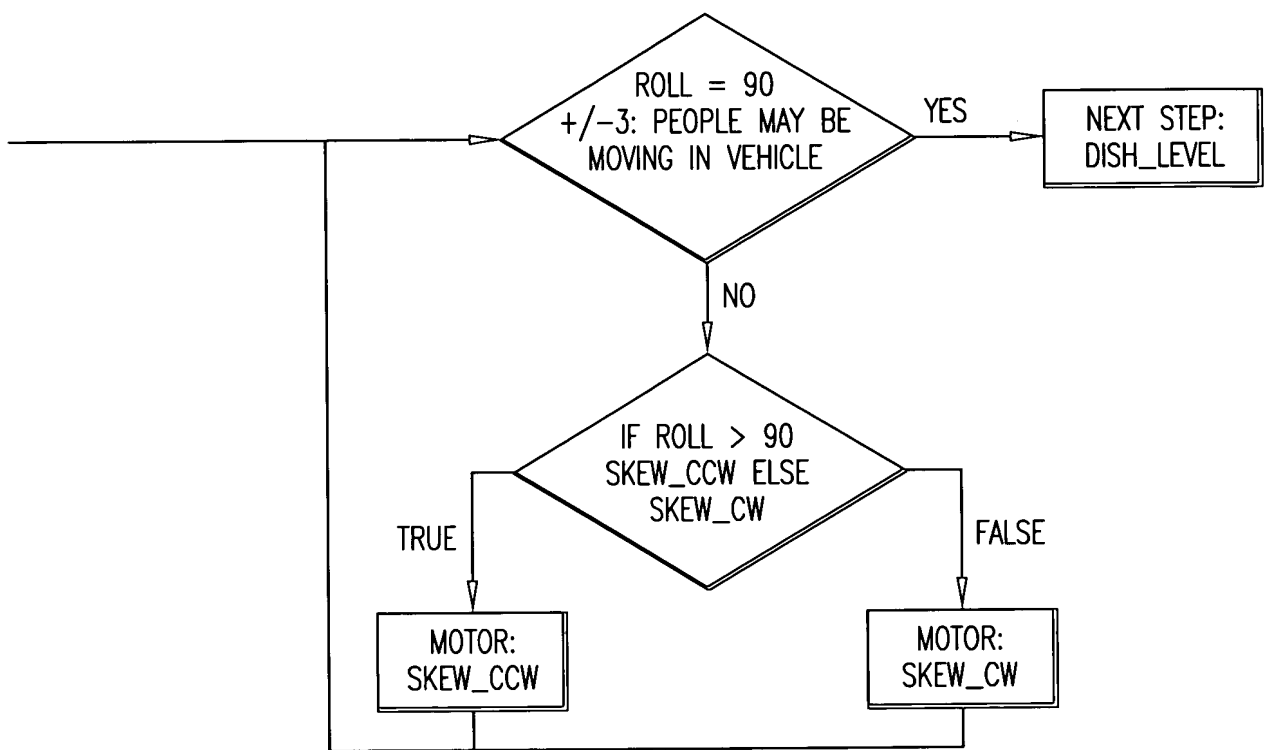 ROLL = 90
+/-3: PEOPLE MAY BE
MOVING IN VEHICLE
YES
NEXT STEP:
DISH_LEVEL
NO
IF ROLL > 90
SKEW_CCW ELSE
SKEW_CW
TRUE
FALSE
MOTOR:
SKEW_CCW
MOTOR:
SKEW_CW